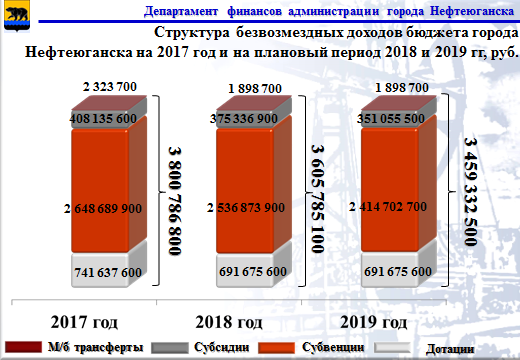 Департамент финансов администрации города Нефтеюганска
Структура безвозмездных доходов бюджета города
Нефтеюганска на 2017 год и на плановый период 2018 и 2019 гг, руб.
2 323 700
408 135 600
2 648 689 900
741 637 600
3 800 786 800
1 898 700
375 336 900
2 536 873 900
691 675 600
3 605 785 100
1 898 700
351 055 500
2 414 702 700
691 675 600
3 459 332 500
2017 год
2018 год
2019 год
М/б трансферты
Субсидии
Субвенции
Дотации